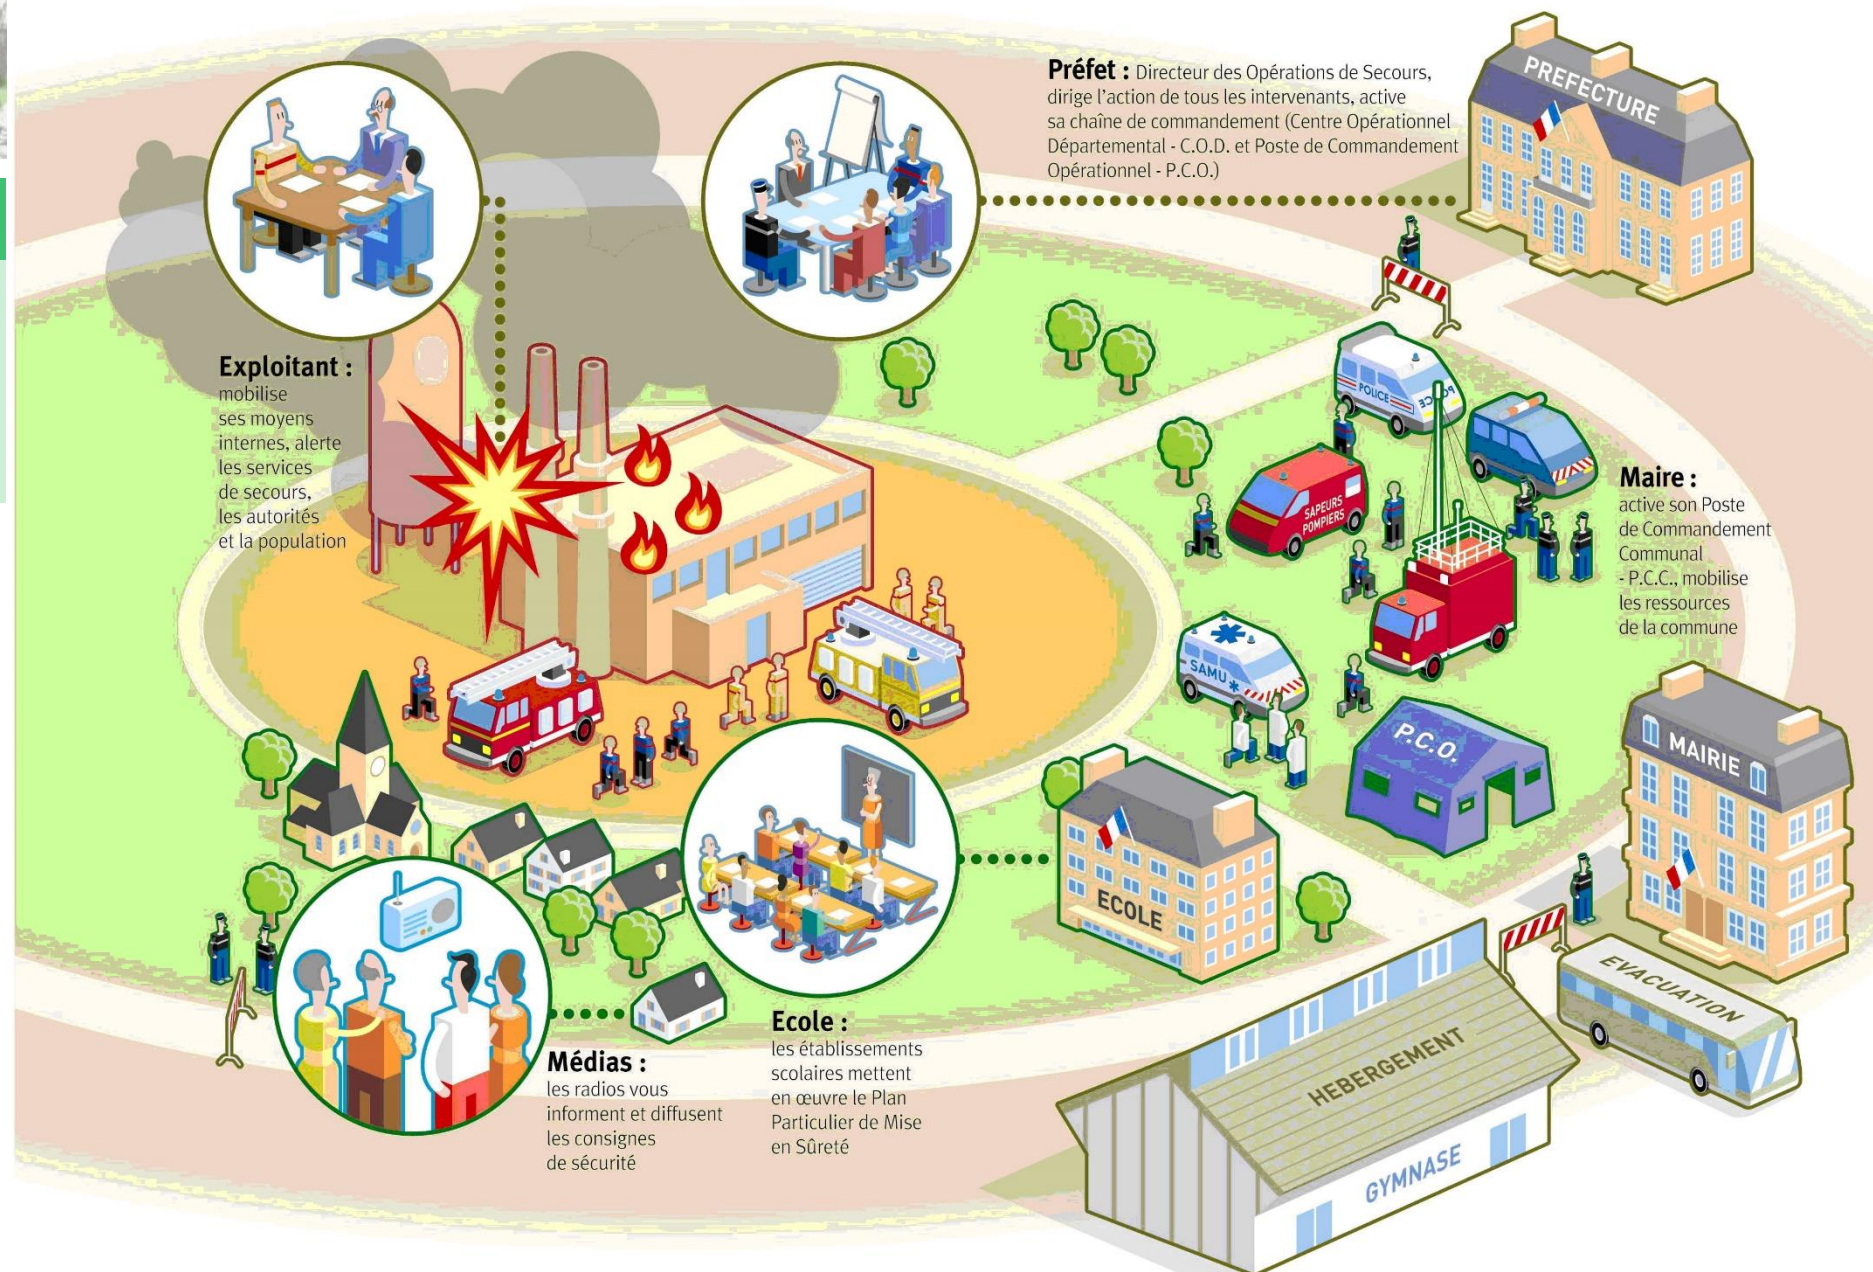 Préfet : Directeur des Opérations de Secours,
dirige l'action de tous les intervenants, active
sa chaîne de commandement (Centre Opérationnel
Départemental - C.O.D. et Poste de Commandement
Opérationnel - P.C.O.)
PREFECTURE
Exploitant :
mobilise
ses moyens
internes, alerte
les services
de secours,
les autorités
et la population
POLICE
POLICE
SAPEURS
POMPIERS
Maire :
active son Poste
de Commandement
Communal
- P.C.C., mobilise
les ressources
de la commune
SAMU
P.C.O.
MAIRIE
ECOLE
EVACUATION
HEBERGEMENT
GYMNASE
Médias :
les radios vous
informent et diffusent
les consignes
de sécurité
Ecole :
les établissements
scolaires mettent
en œuvre le Plan
Particulier de Mise
en Sûreté